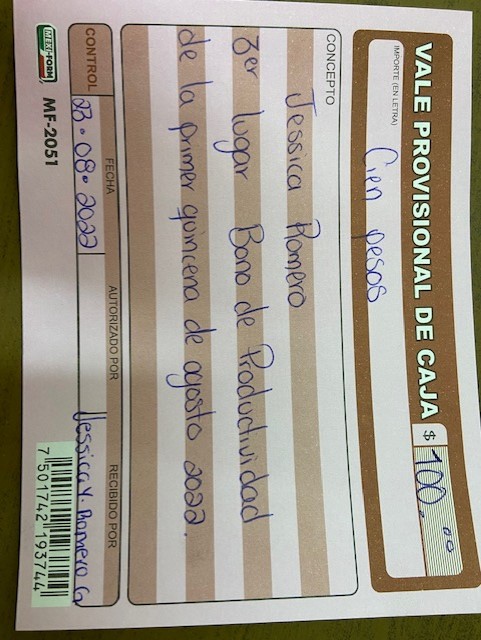 VALE PROVISIONAL DE CAJA $ 100.00
IMPORTE (EN LETRA)
Cien pesos
CONCEPTO
Jessica Romero
3er lugar Bono de Productividad
de la primer quincena de agosto 2022.
CONTROL
FECHA
AUTORIZADO POR
RECIBIDO POR
23.08.2022
Jessica Y. Romero G
MEXI-FORM MF-2051
7 501742 193744